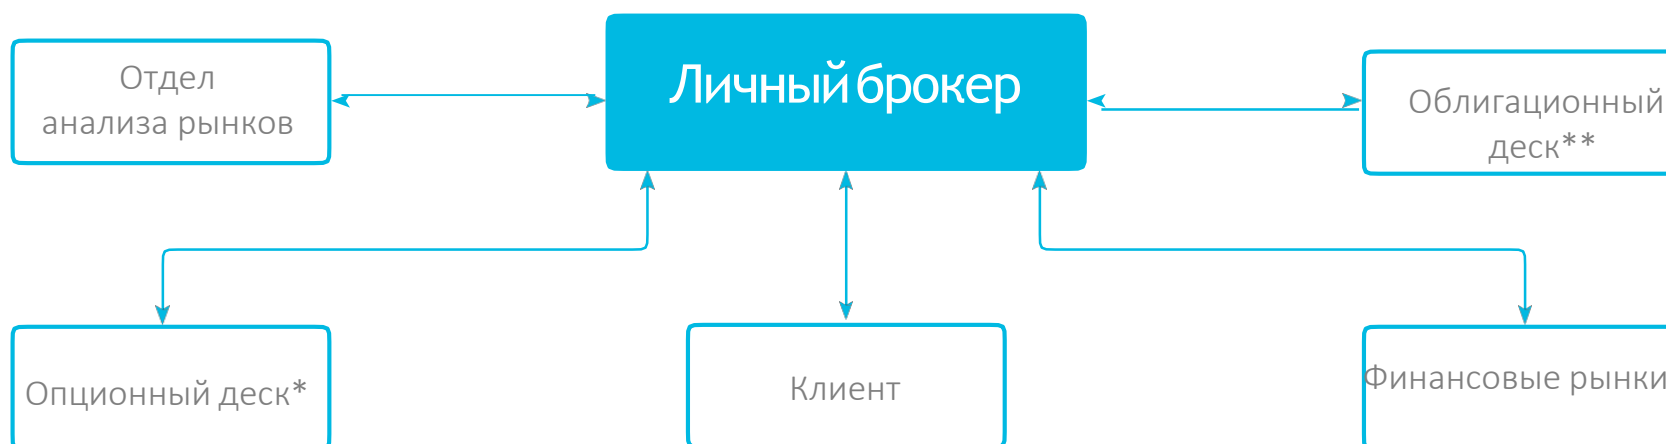 Личный брокер
Отдел
анализа рынков
Облигационный
деск**
Опционный деск*
Клиент
Финансовые рынки